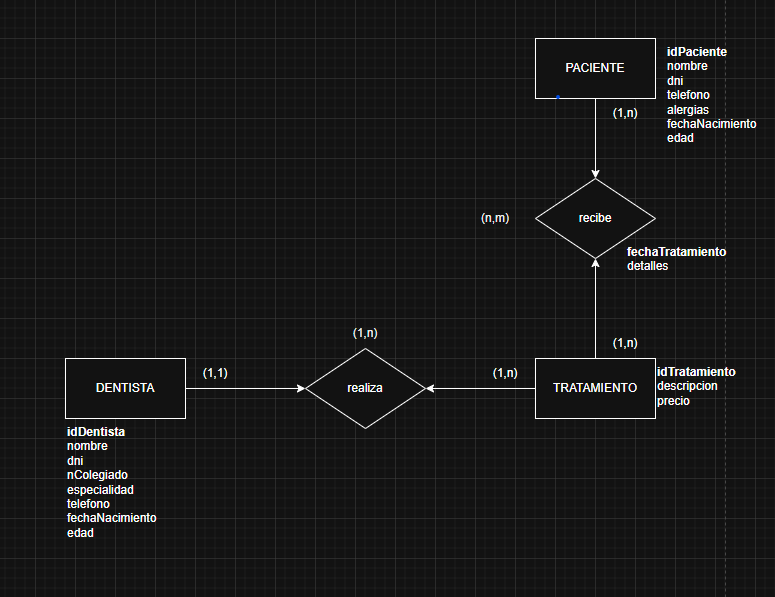 PACIENTE
idPaciente
nombre
dni
telefono
alergias
fechaNacimiento
edad
(1,n)
(n,m)
recibe
fechaTratamiento
detalles
(1,n)
(1,n)
DENTISTA
(1,1)
realiza
(1,n)
TRATAMIENTO
idTratamiento
descripcion
precio
idDentista
nombre
dni
nColegiado
especialidad
telefono
fechaNacimiento
edad